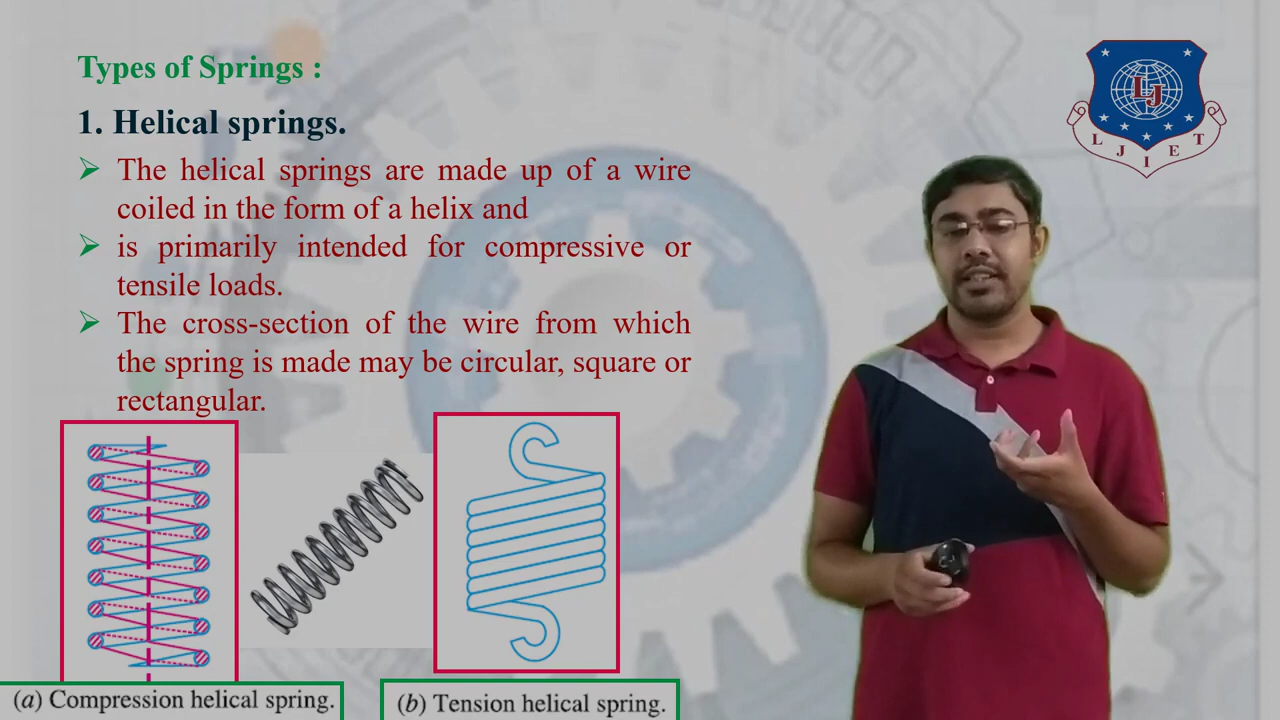 Types of Springs :
1. Helical springs.
The helical springs are made up of a wire
coiled in the form of a helix and
is primarily intended for compressive or
tensile loads.
The cross-section of the wire from which
the spring is made may be circular, square or
rectangular.
(a) Compression helical spring.
(b) Tension helical spring.
LJ
L J I E T